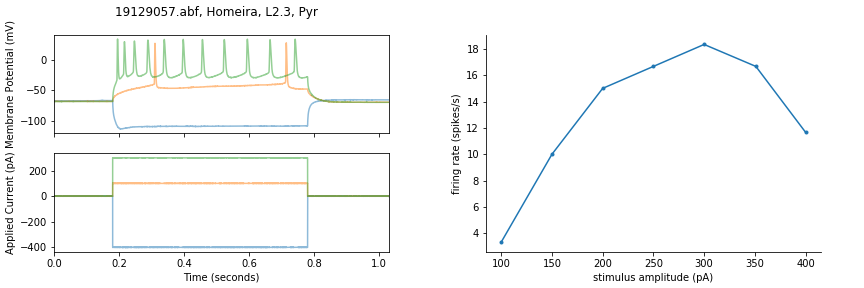 19129057.abf, Homeira, L2.3, Pyr
Membrane Potential (mV)
0
−50
−100
Applied Current (pA)
200
0
−200
−400
0.0 0.2 0.4 0.6 0.8 1.0
Time (seconds)
firing rate (spikes/s)
18
16
14
12
10
8
6
4
100 150 200 250 300 350 400
stimulus amplitude (pA)